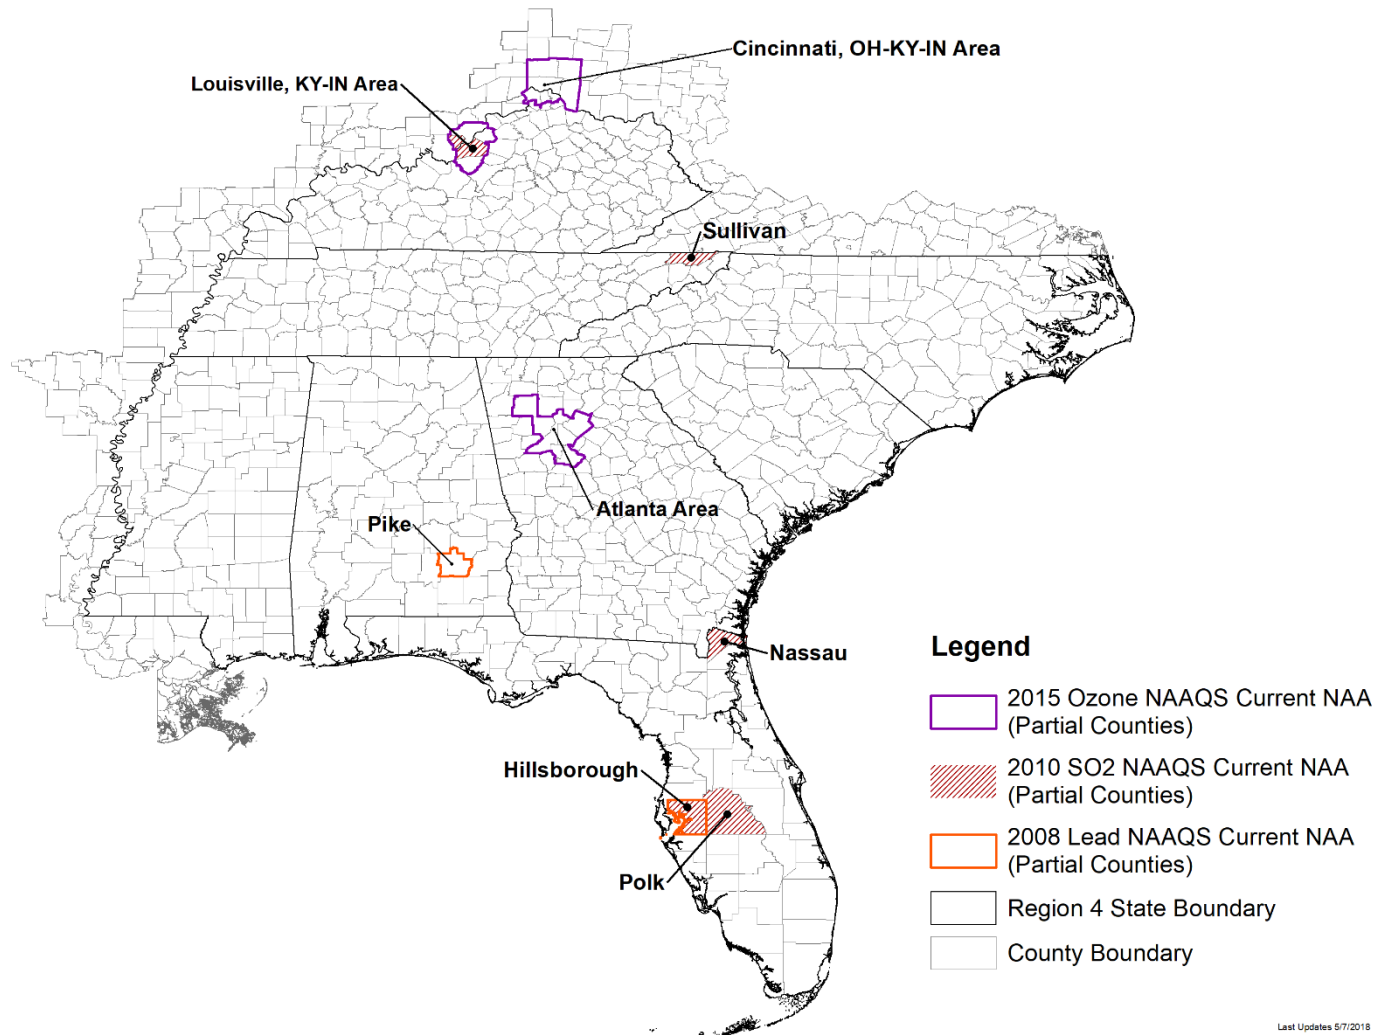 Cincinnati, OH-KY-IN Area
Louisville, KY-IN Area
Sullivan
Atlanta Area
Pike
Nassau
Hillsborough
Polk
Legend
2015 Ozone NAAQS Current NAA
(Partial Counties)
2010 SO2 NAAQS Current NAA
(Partial Counties)
2008 Lead NAAQS Current NAA
(Partial Counties)
Region 4 State Boundary
County Boundary
Last Updates 5/7/2018